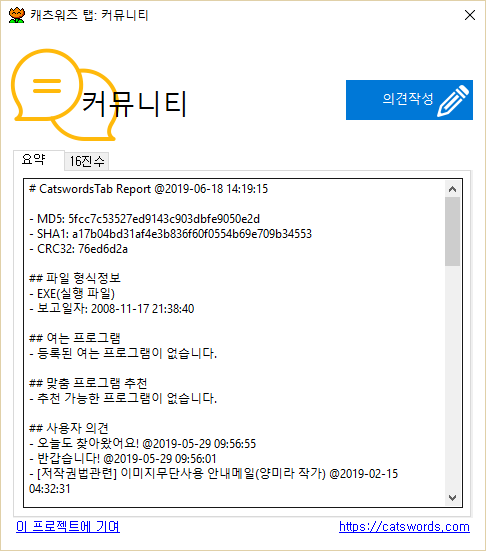 캐츠워즈 탭: 커뮤니티
커뮤니티
의견작성
요약
16진수
# CatswordsTab Report @2019-06-18 14:19:15
- MD5: 5fcc7c53527ed9143c903dbfe9050e2d
- SHA1: a17b04bd31af4e3b836f60f0554b69e709b34553
- CRC32: 76ed6d2a
## 파일 형식정보
- EXE(실행 파일)
- 보고일자: 2008-11-17 21:38:40
## 여는 프로그램
- 등록된 여는 프로그램이 없습니다.
## 맞춤 프로그램 추천
- 추천 가능한 프로그램이 없습니다.
## 사용자 의견
- 오늘도 찾아왔어요! @2019-05-29 09:56:55
- 반갑습니다! @2019-05-29 09:56:01
- [저작권법관련] 이미지무단사용 안내메일(양미라 작가) @2019-02-15
04:32:31
이 프로젝트에 기여
https://catswords.com